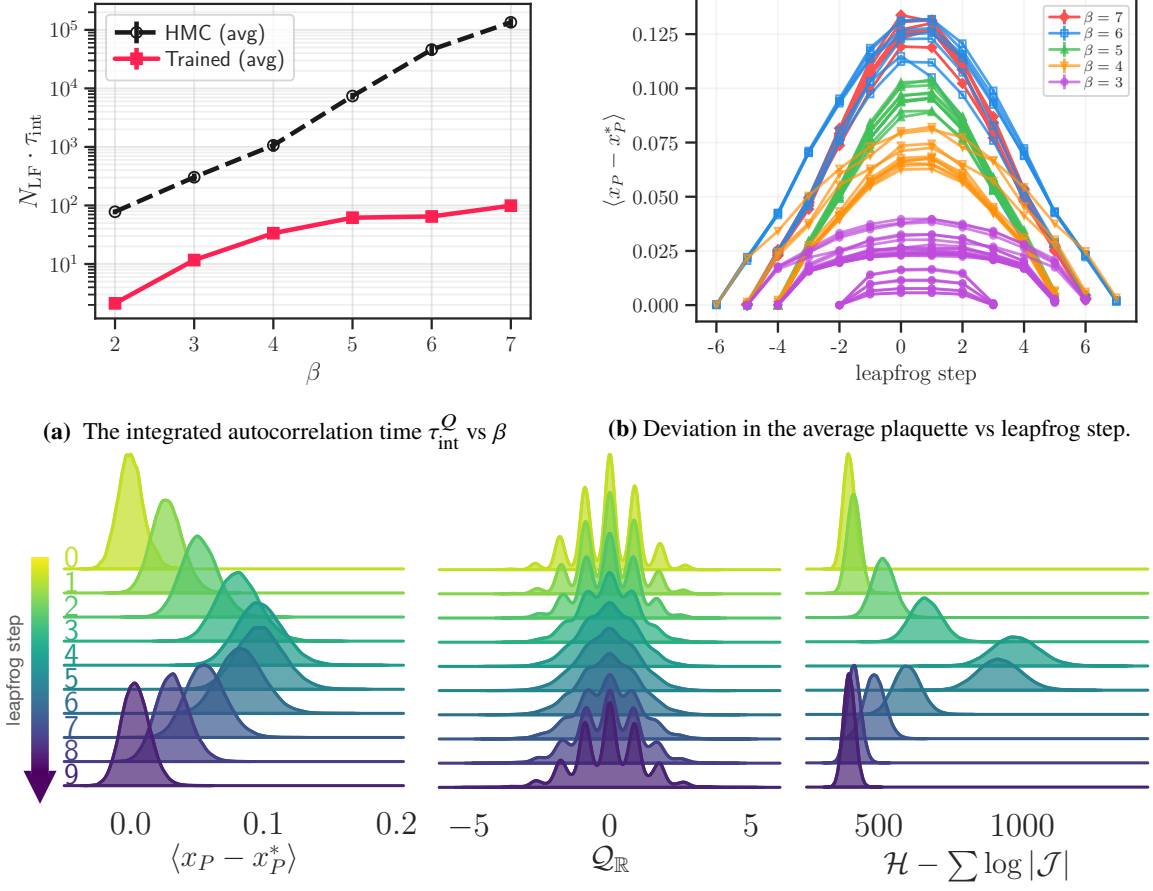 10^5
10^4
10^3
10^2
10^1
N_LF · τ_int
HMC (avg)
Trained (avg)
2 3 4 5 6 7
β
0.125
0.100
0.075
0.050
0.025
0.000
⟨x_P − x_P^*⟩
β = 7
β = 6
β = 5
β = 4
β = 3
-6 -4 -2 0 2 4 6
leapfrog step
(a) The integrated autocorrelation time τ_int^Q vs β
(b) Deviation in the average plaquette vs leapfrog step.
leapfrog step
0
1
2
3
4
5
6
7
8
9
0.0 0.1 0.2
⟨x_P − x_P^*⟩
−5 0 5
𝒬_ℝ
500 1000
ℋ − ∑ log |𝒥|